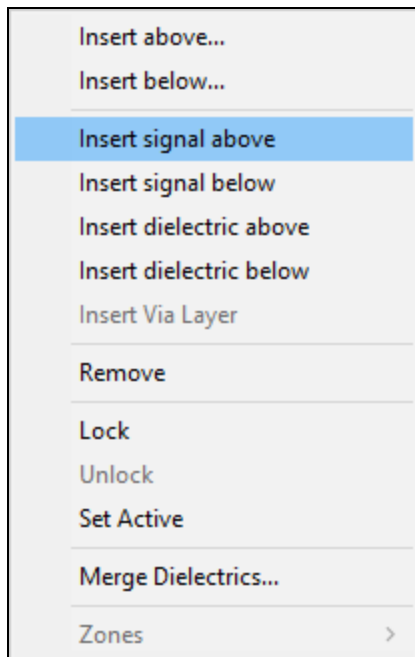 Insert above...
Insert below...
Insert signal above
Insert signal below
Insert dielectric above
Insert dielectric below
Insert Via Layer
Remove
Lock
Unlock
Set Active
Merge Dielectrics...
Zones